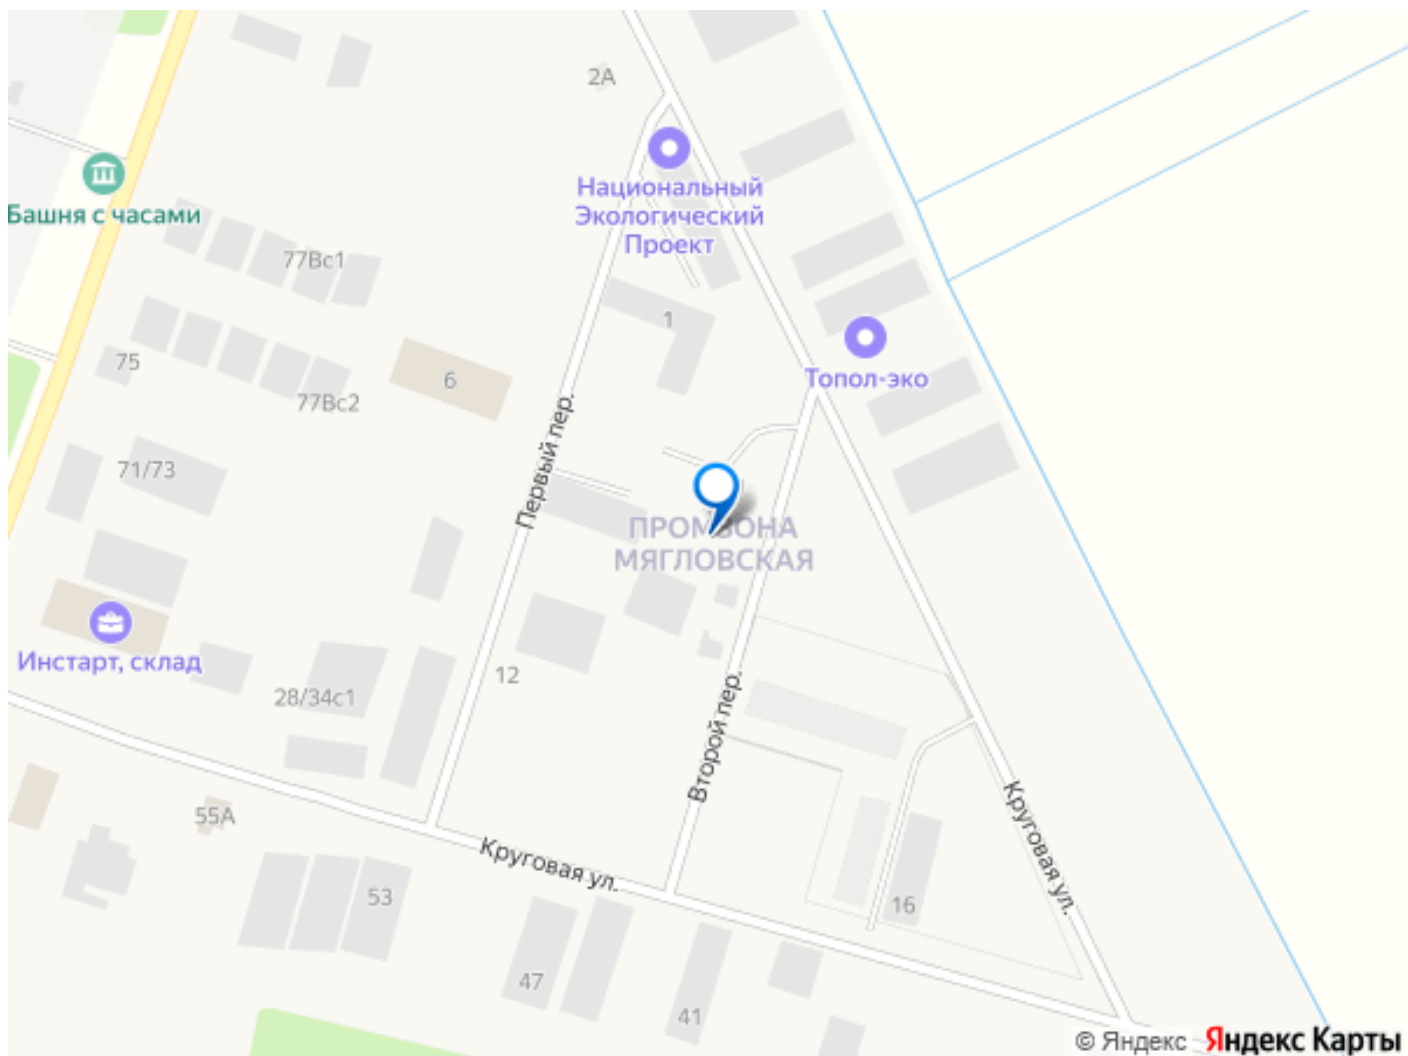 2А
Башня с часами
Национальный
Экологический
Проект
77Вс1
1
75
6
Топол-эко
77Вс2
Первый пер.
71/73
ПРОМЗОНА
МЯГЛОВСКАЯ
Инстарт, склад
12
28/34с1
Второй пер.
55А
Круговая ул.
Круговая ул.
53
16
47
41
© Яндекс Яндекс Карты